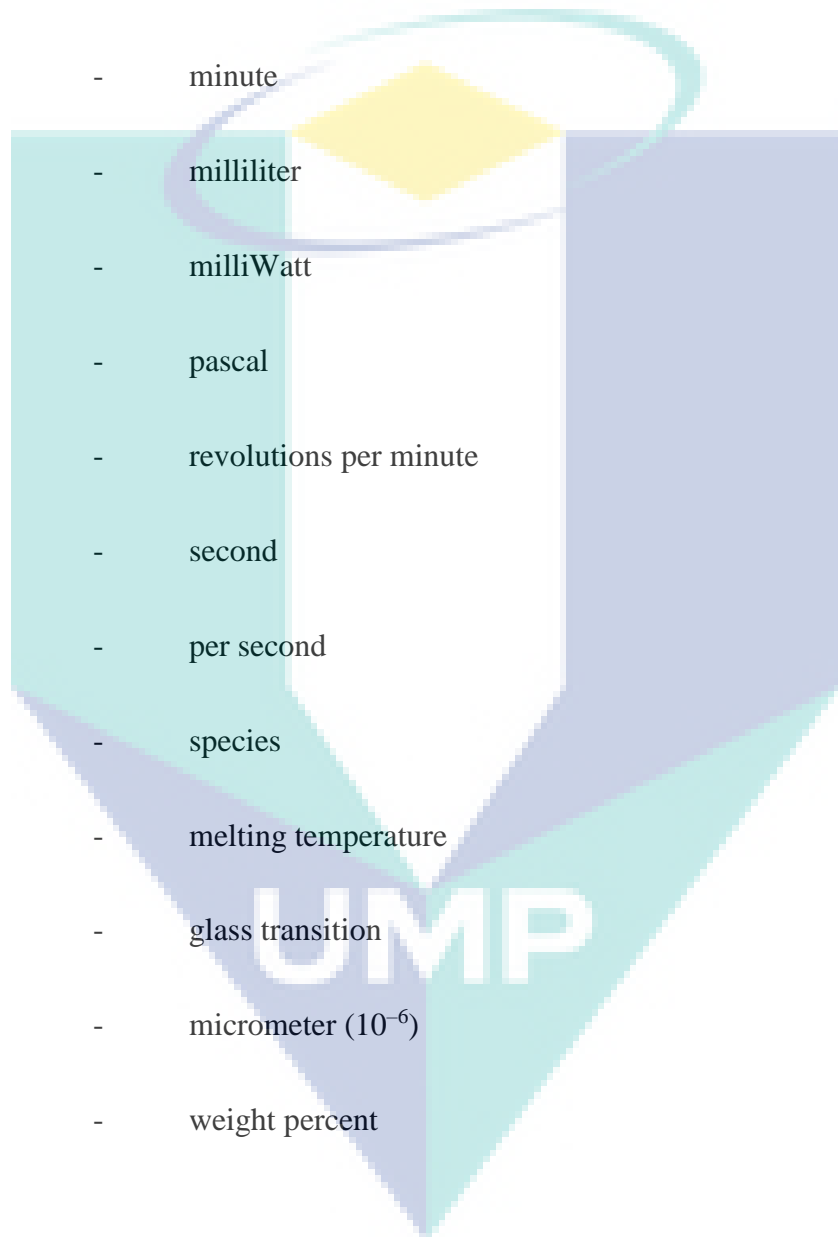 - minute
- milliliter
- milliWatt
- pascal
- revolutions per minute
- second
- per second
- species
- melting temperature
- glass transition
UMP
- micrometer (10⁻⁶)
- weight percent